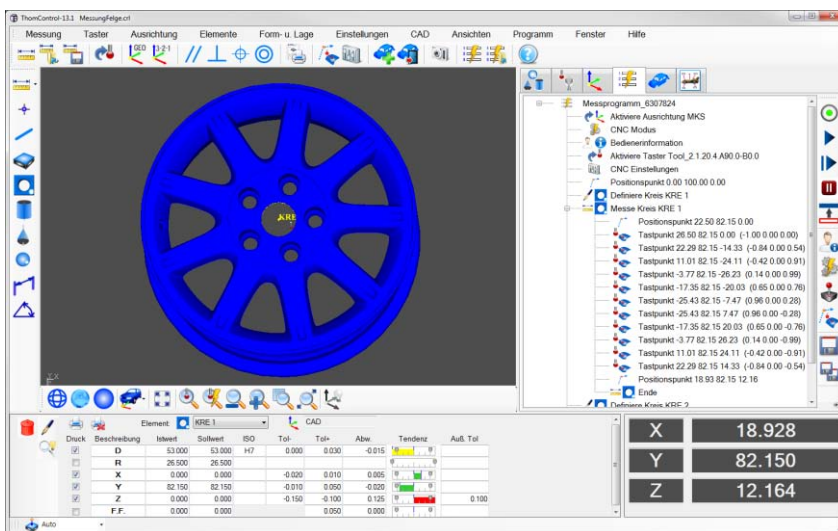 ThomControl-13.1 MessungFelge.crl
Messung Taster Ausrichtung Elemente Form- u. Lage Einstellungen CAD Ansichten Programm Fenster Hilfe
GEO 3-2-1
Messprogramm_6307824
Aktiviere Ausrichtung MKS
CNC Modus
Bedienerinformation
Aktiviere Taster Tool_2.1.20.4 A90.0-B0.0
CNC Einstellungen
Positionspunkt 0.00 100.00 0.00
Definiere Kreis KRE 1
Messe Kreis KRE 1
Positionspunkt 22.50 82.15 0.00
Tastpunkt 26.50 82.15 0.00 (-1.00 0.00 0.00)
Tastpunkt 22.29 82.15 -14.33 (-0.84 0.00 0.54)
Tastpunkt 11.01 82.15 -24.11 (-0.42 0.00 0.91)
Tastpunkt -3.77 82.15 -26.23 (0.14 0.00 0.99)
Tastpunkt -17.35 82.15 -20.03 (0.65 0.00 0.76)
Tastpunkt -25.43 82.15 -7.47 (0.96 0.00 0.28)
Tastpunkt -25.43 82.15 7.47 (0.96 0.00 -0.28)
Tastpunkt -17.35 82.15 20.03 (0.65 0.00 -0.76)
Tastpunkt -3.77 82.15 26.23 (0.14 0.00 -0.99)
Tastpunkt 11.01 82.15 24.11 (-0.42 0.00 -0.91)
Tastpunkt 22.29 82.15 14.33 (-0.84 0.00 -0.54)
Positionspunkt 18.93 82.15 12.16
Ende
Definiere Kreis KRE 2
KRE
Element: KRE 1 CAD
Druck Beschreibung Istwert Sollwert ISO Tol- Tol+ Abw. Tendenz Auß. Tol
D 53.000 53.000 H7 0.000 0.030 -0.015
R 26.500 26.500
X 0.000 0.000 -0.020 0.010 0.005
Y 82.150 82.150 -0.010 0.050 -0.020
Z 0.000 0.000 -0.150 -0.100 0.125 0.100
F.F. 0.000 0.050 0.000
X 18.928
Y 82.150
Z 12.164
Auto